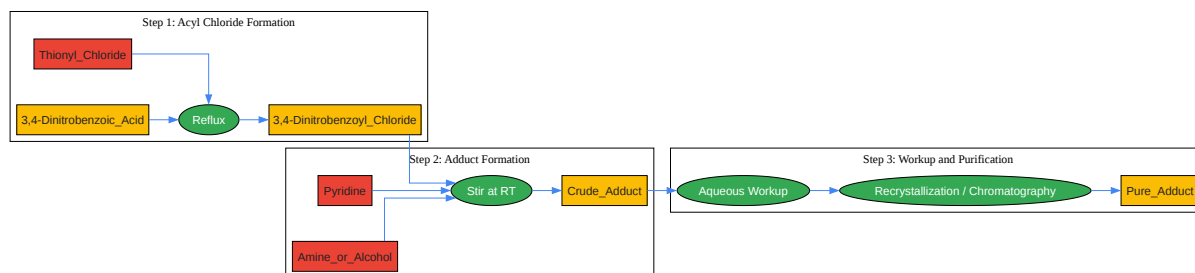 Step 1: Acyl Chloride Formation
Thionyl_Chloride
3,4-Dinitrobenzoic_Acid
Reflux
3,4-Dinitrobenzoyl_Chloride
Step 2: Adduct Formation
Pyridine
Stir at RT
Crude_Adduct
Amine_or_Alcohol
Step 3: Workup and Purification
Aqueous Workup
Recrystallization / Chromatography
Pure_Adduct